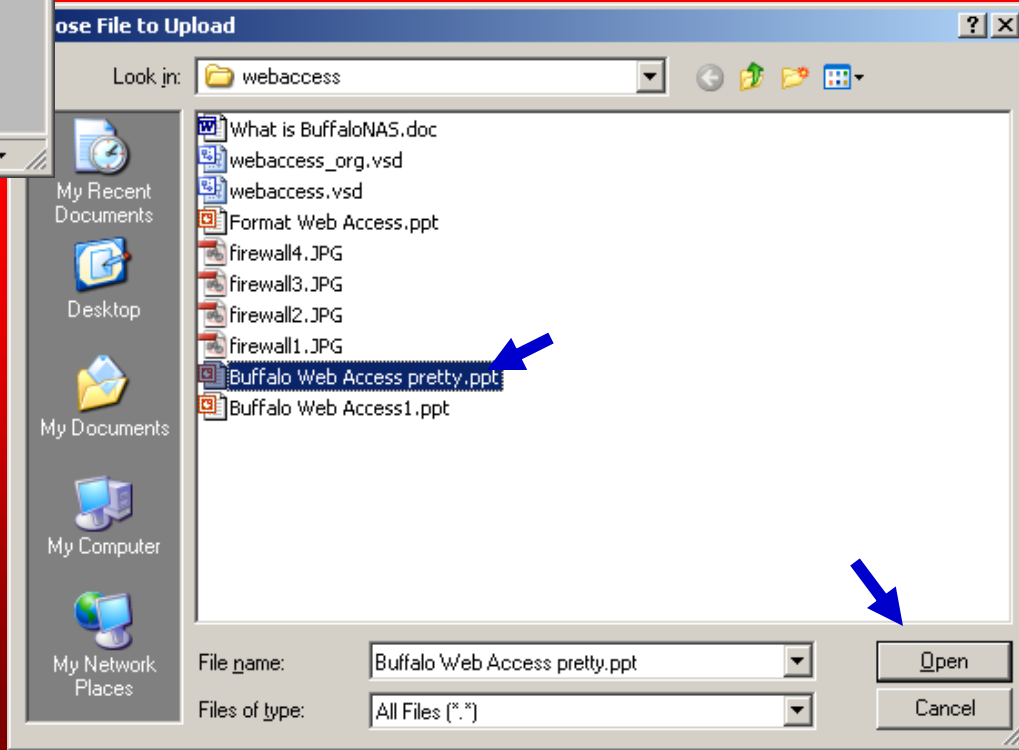 ose File to Upload
Look in: webaccess
My Recent
Documents
Desktop
My Documents
My Computer
My Network
Places
What is BuffaloNAS.doc
webaccess_org.vsd
webaccess.vsd
Format Web Access.ppt
firewall4.JPG
firewall3.JPG
firewall2.JPG
firewall1.JPG
Buffalo Web Access pretty.ppt
Buffalo Web Access1.ppt
File name: Buffalo Web Access pretty.ppt Open
Files of type: All Files (*.*) Cancel